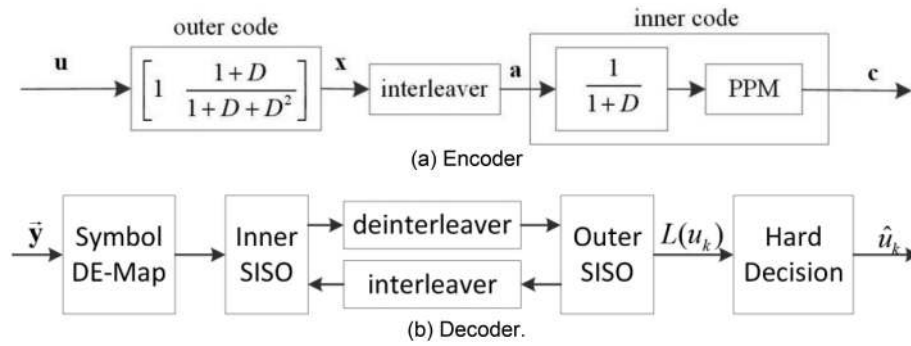 outer code
inner code
u
[ 1 (1+D)/(1+D+D²) ]
x
interleaver
a
1/(1+D)
PPM
c
(a) Encoder
y⃗
Symbol
DE-Map
Inner
SISO
deinterleaver
interleaver
Outer
SISO
L(u_k)
Hard
Decision
û_k
(b) Decoder.